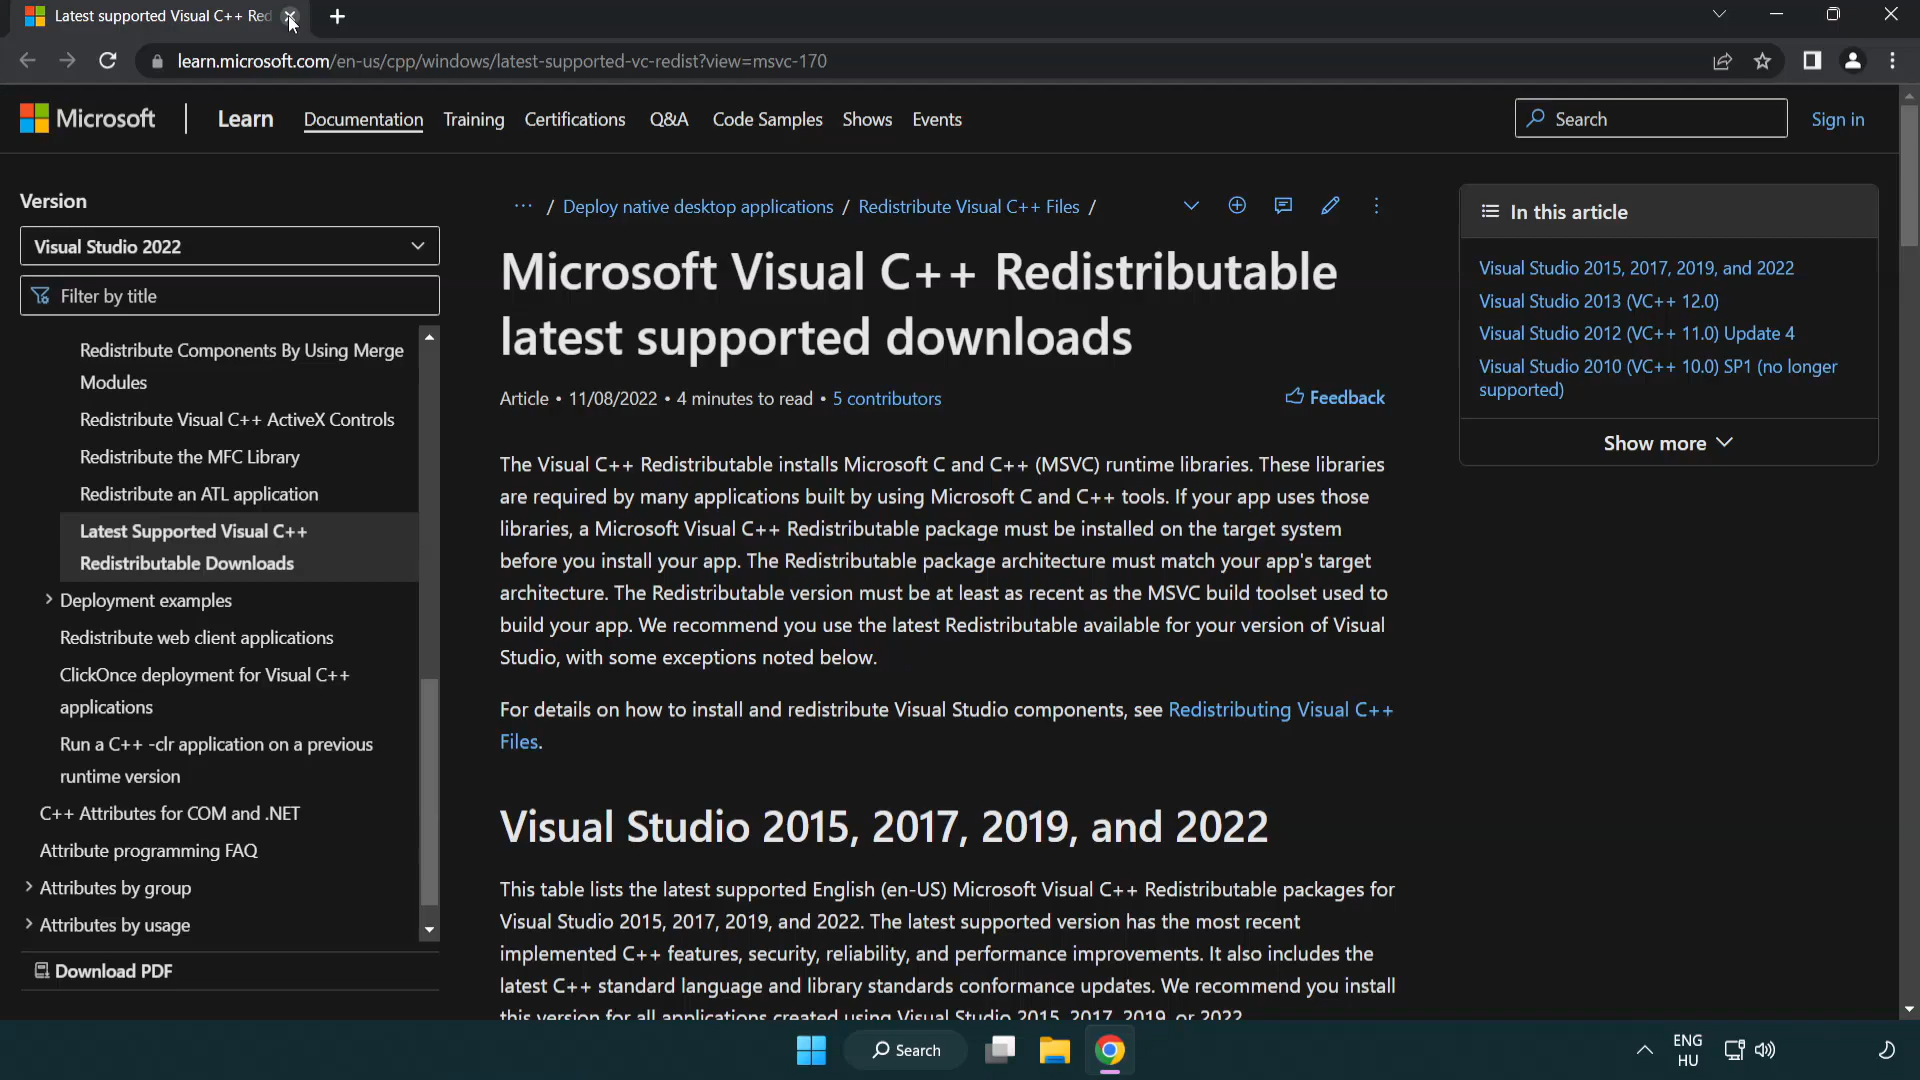 Latest supported Visual C++ Red
learn.microsoft.com/en-us/cpp/windows/latest-supported-vc-redist?view=msvc-170
Microsoft
Learn
Documentation
Training
Certifications
Q&A
Code Samples
Shows
Events
Search
Sign in
Version
Visual Studio 2022
Filter by title
Redistribute Components By Using Merge
Modules
Redistribute Visual C++ ActiveX Controls
Redistribute the MFC Library
Redistribute an ATL application
Latest Supported Visual C++
Redistributable Downloads
Deployment examples
Redistribute web client applications
ClickOnce deployment for Visual C++
applications
Run a C++ -clr application on a previous
runtime version
C++ Attributes for COM and .NET
Attribute programming FAQ
Attributes by group
Attributes by usage
Download PDF
··· / Deploy native desktop applications / Redistribute Visual C++ Files /
Microsoft Visual C++ Redistributable
latest supported downloads
Article • 11/08/2022 • 4 minutes to read • 5 contributors
Feedback
The Visual C++ Redistributable installs Microsoft C and C++ (MSVC) runtime libraries. These libraries
are required by many applications built by using Microsoft C and C++ tools. If your app uses those
libraries, a Microsoft Visual C++ Redistributable package must be installed on the target system
before you install your app. The Redistributable package architecture must match your app's target
architecture. The Redistributable version must be at least as recent as the MSVC build toolset used to
build your app. We recommend you use the latest Redistributable available for your version of Visual
Studio, with some exceptions noted below.
For details on how to install and redistribute Visual Studio components, see Redistributing Visual C++
Files.
Visual Studio 2015, 2017, 2019, and 2022
This table lists the latest supported English (en-US) Microsoft Visual C++ Redistributable packages for
Visual Studio 2015, 2017, 2019, and 2022. The latest supported version has the most recent
implemented C++ features, security, reliability, and performance improvements. It also includes the
latest C++ standard language and library standards conformance updates. We recommend you install
this version for all applications created using Visual Studio 2015, 2017, 2019, or 2022.
In this article
Visual Studio 2015, 2017, 2019, and 2022
Visual Studio 2013 (VC++ 12.0)
Visual Studio 2012 (VC++ 11.0) Update 4
Visual Studio 2010 (VC++ 10.0) SP1 (no longer
supported)
Show more
Search
ENG
HU